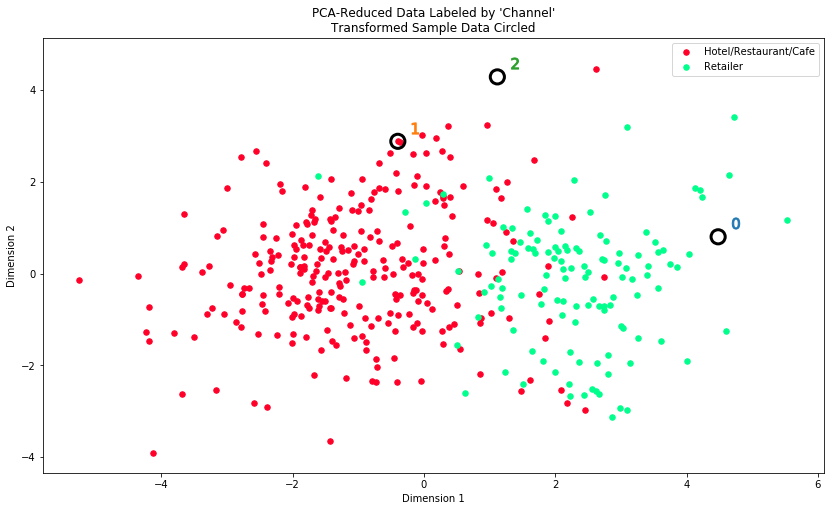 PCA-Reduced Data Labeled by 'Channel'
Transformed Sample Data Circled
Hotel/Restaurant/Cafe
Retailer
2
1
0
Dimension 2
4
2
0
−2
−4
−4
−2
0
2
4
6
Dimension 1